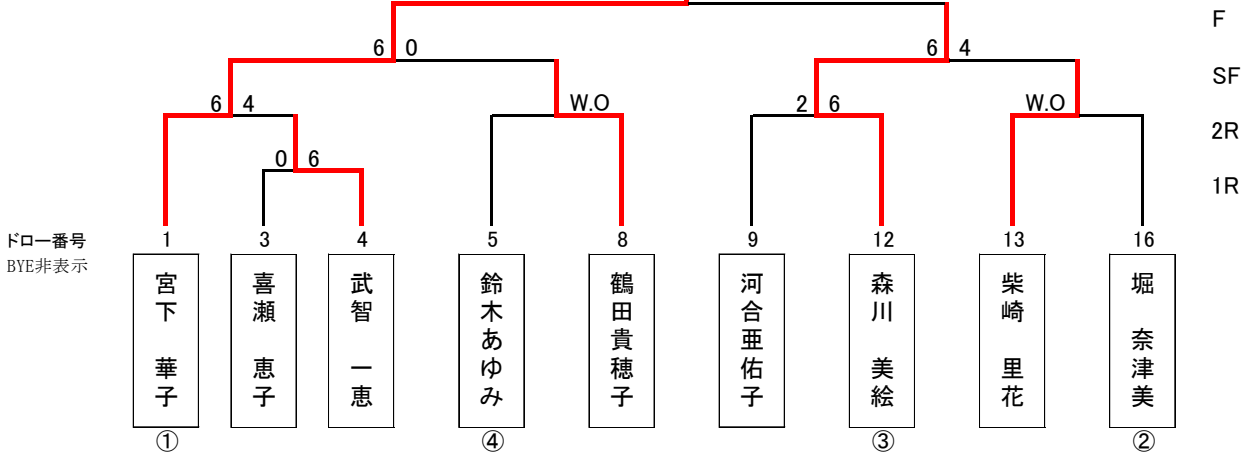 F
6 0
6 4
SF
6 4
W.O
2 6
W.O
2R
0 6
1R
ドロー番号
1 3 4 5 8 9 12 13 16
BYE非表示
宮下 華子
喜瀬 恵子
武智 一恵
鈴木あゆみ
鶴田貴穂子
河合亜佑子
森川 美絵
柴崎 里花
堀 奈津美
① ④ ③ ②